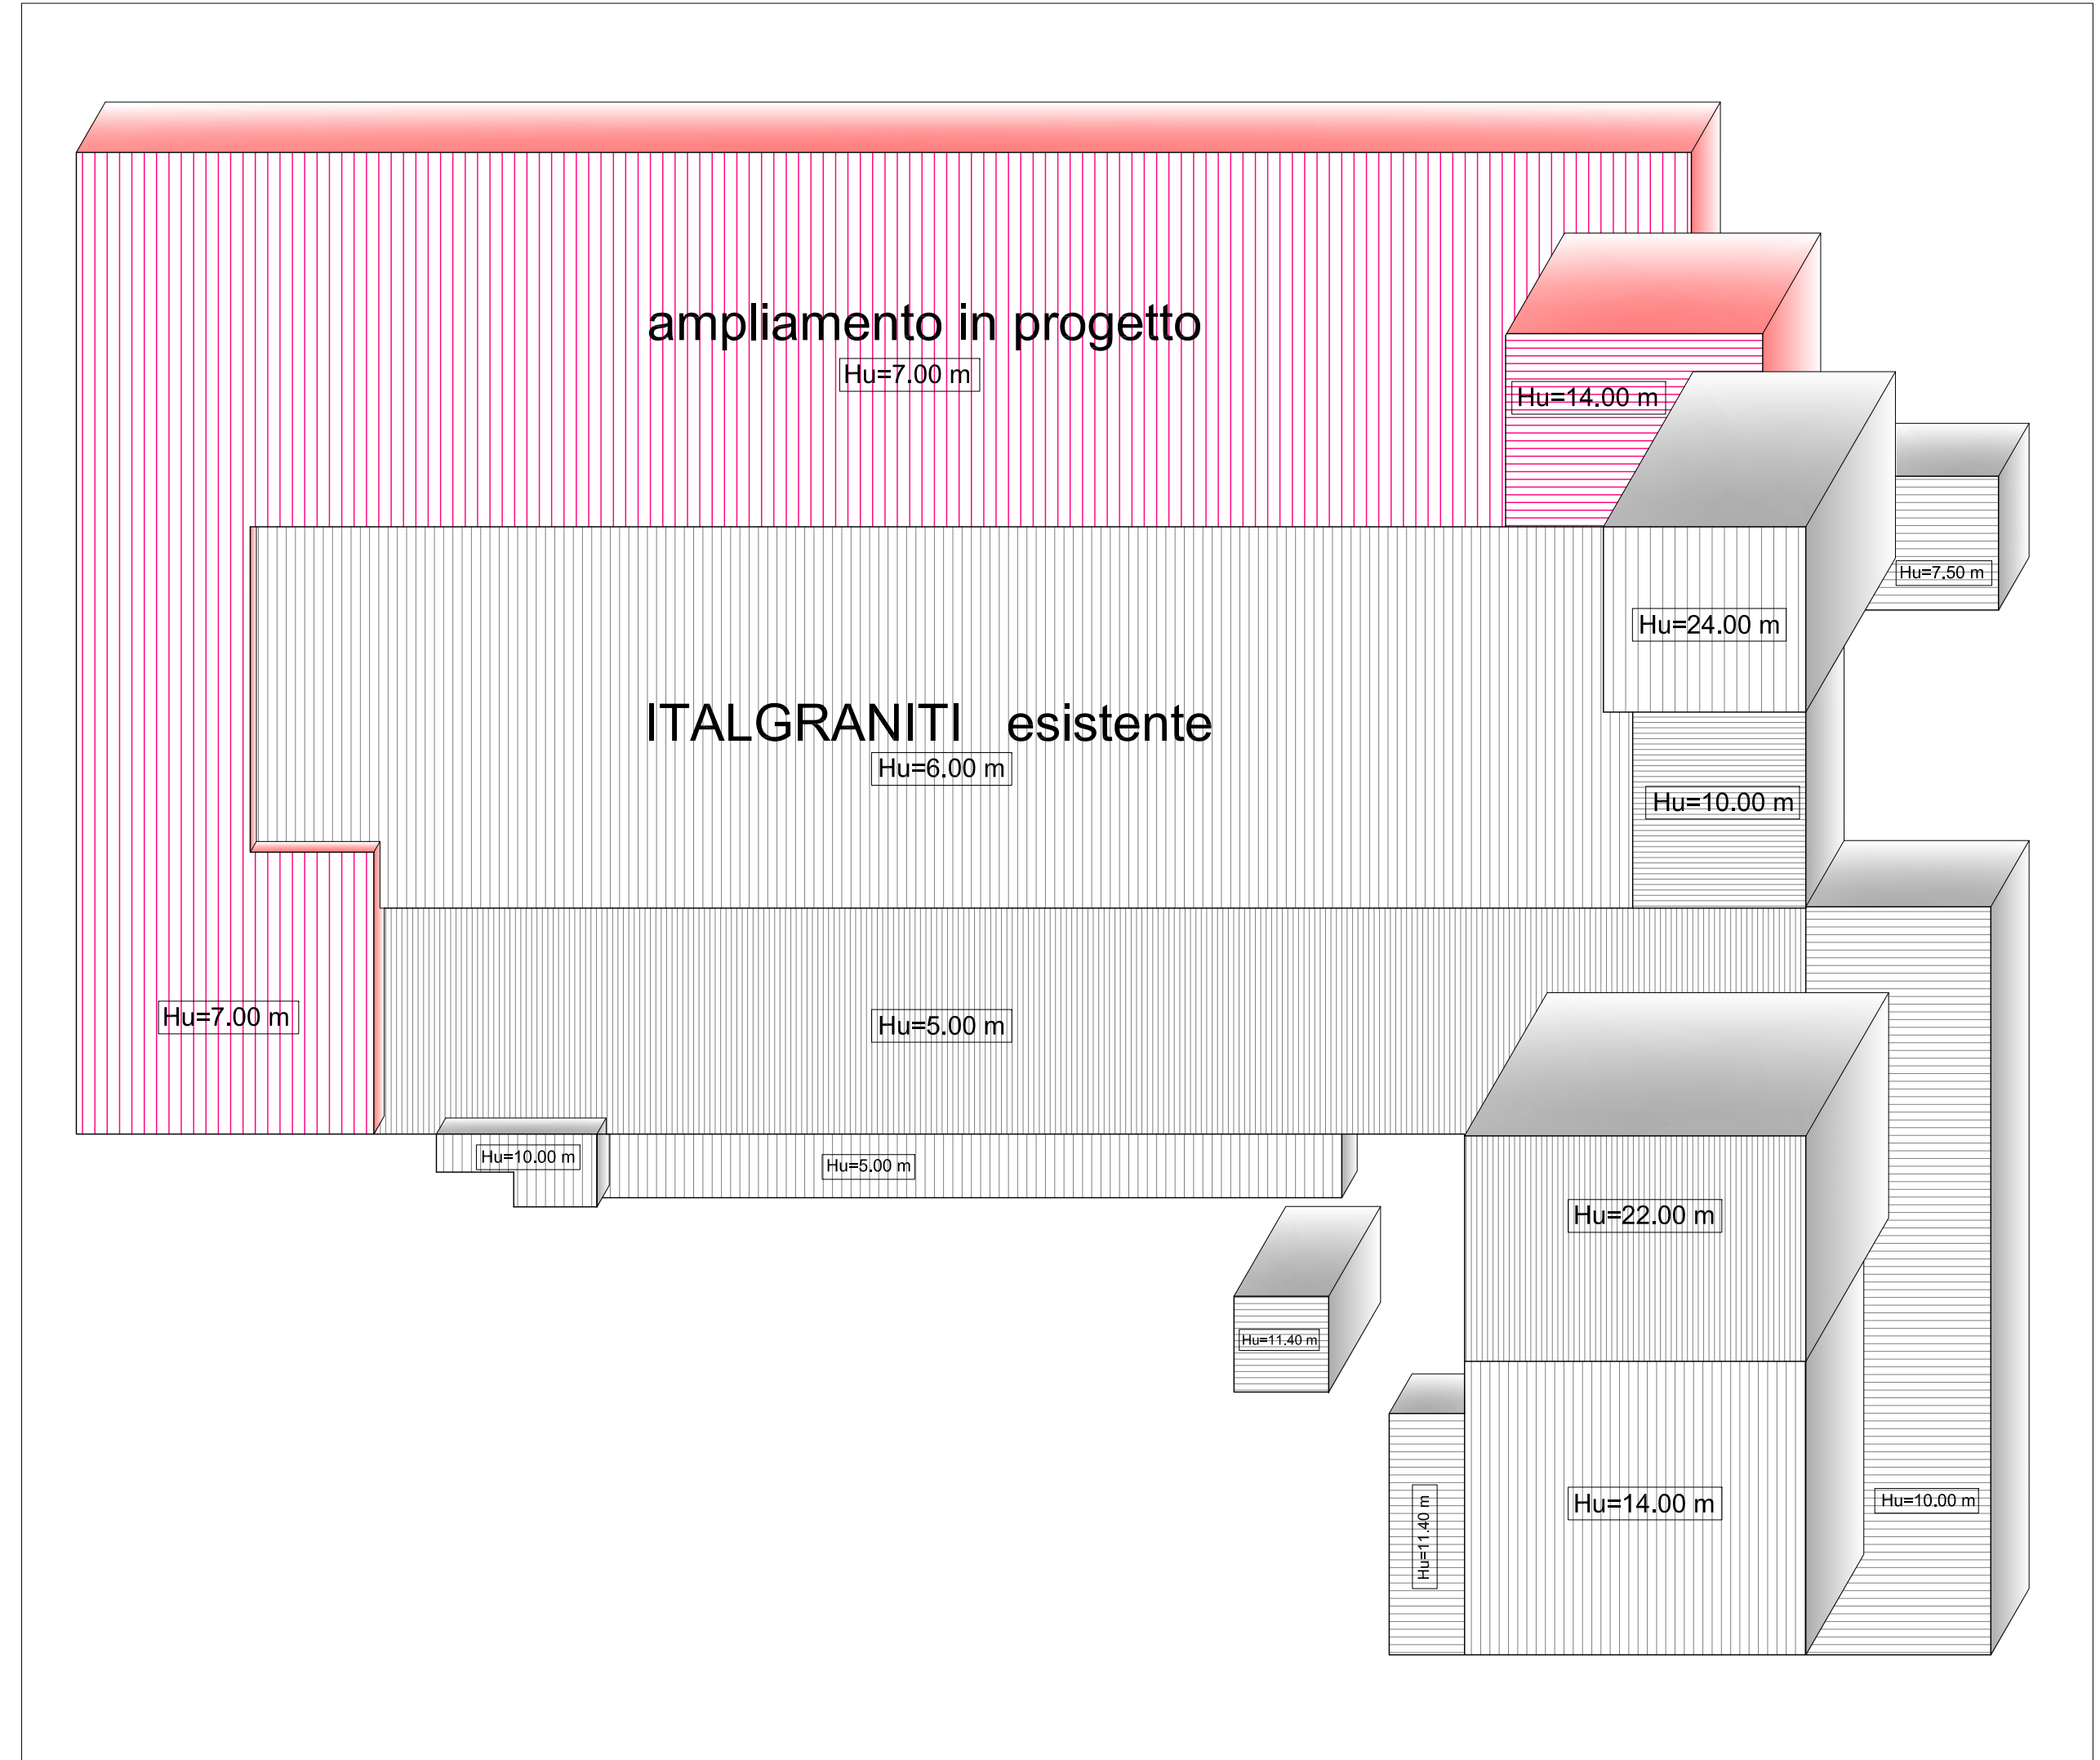 ampliamento in progetto
Hu=7.00 m
Hu=14.00 m
Hu=7.50 m
Hu=24.00 m
ITALGRANITI esistente
Hu=6.00 m
Hu=10.00 m
Hu=7.00 m
Hu=5.00 m
Hu=10.00 m
Hu=5.00 m
Hu=22.00 m
Hu=11.40 m
Hu=11.40 m
Hu=14.00 m
Hu=10.00 m